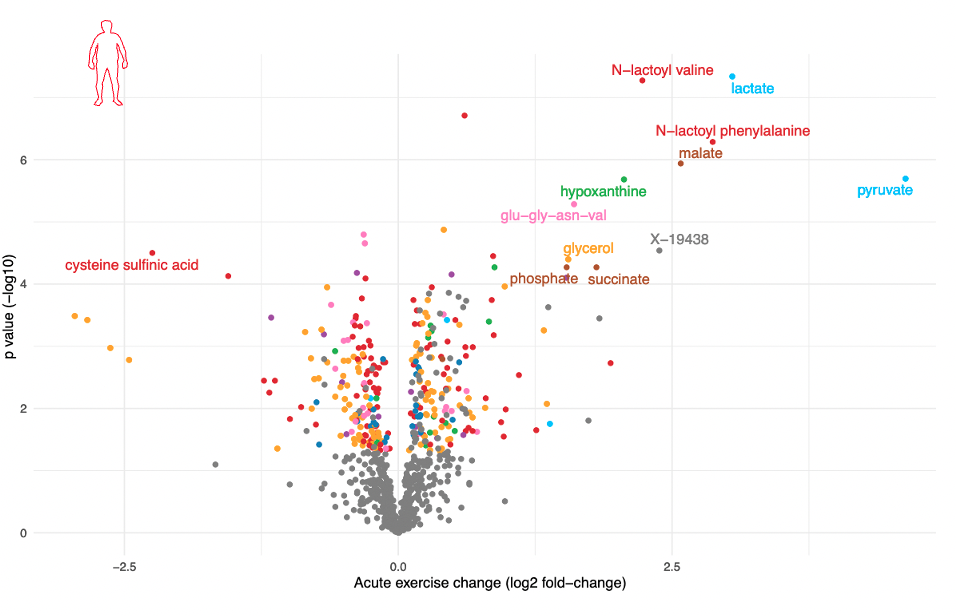 N−lactoyl valine
lactate
N−lactoyl phenylalanine
malate
hypoxanthine
pyruvate
glu−gly−asn−val
X−19438
glycerol
cysteine sulfinic acid
phosphate
succinate
6
4
2
0
p value (−log10)
−2.5
0.0
2.5
Acute exercise change (log2 fold−change)